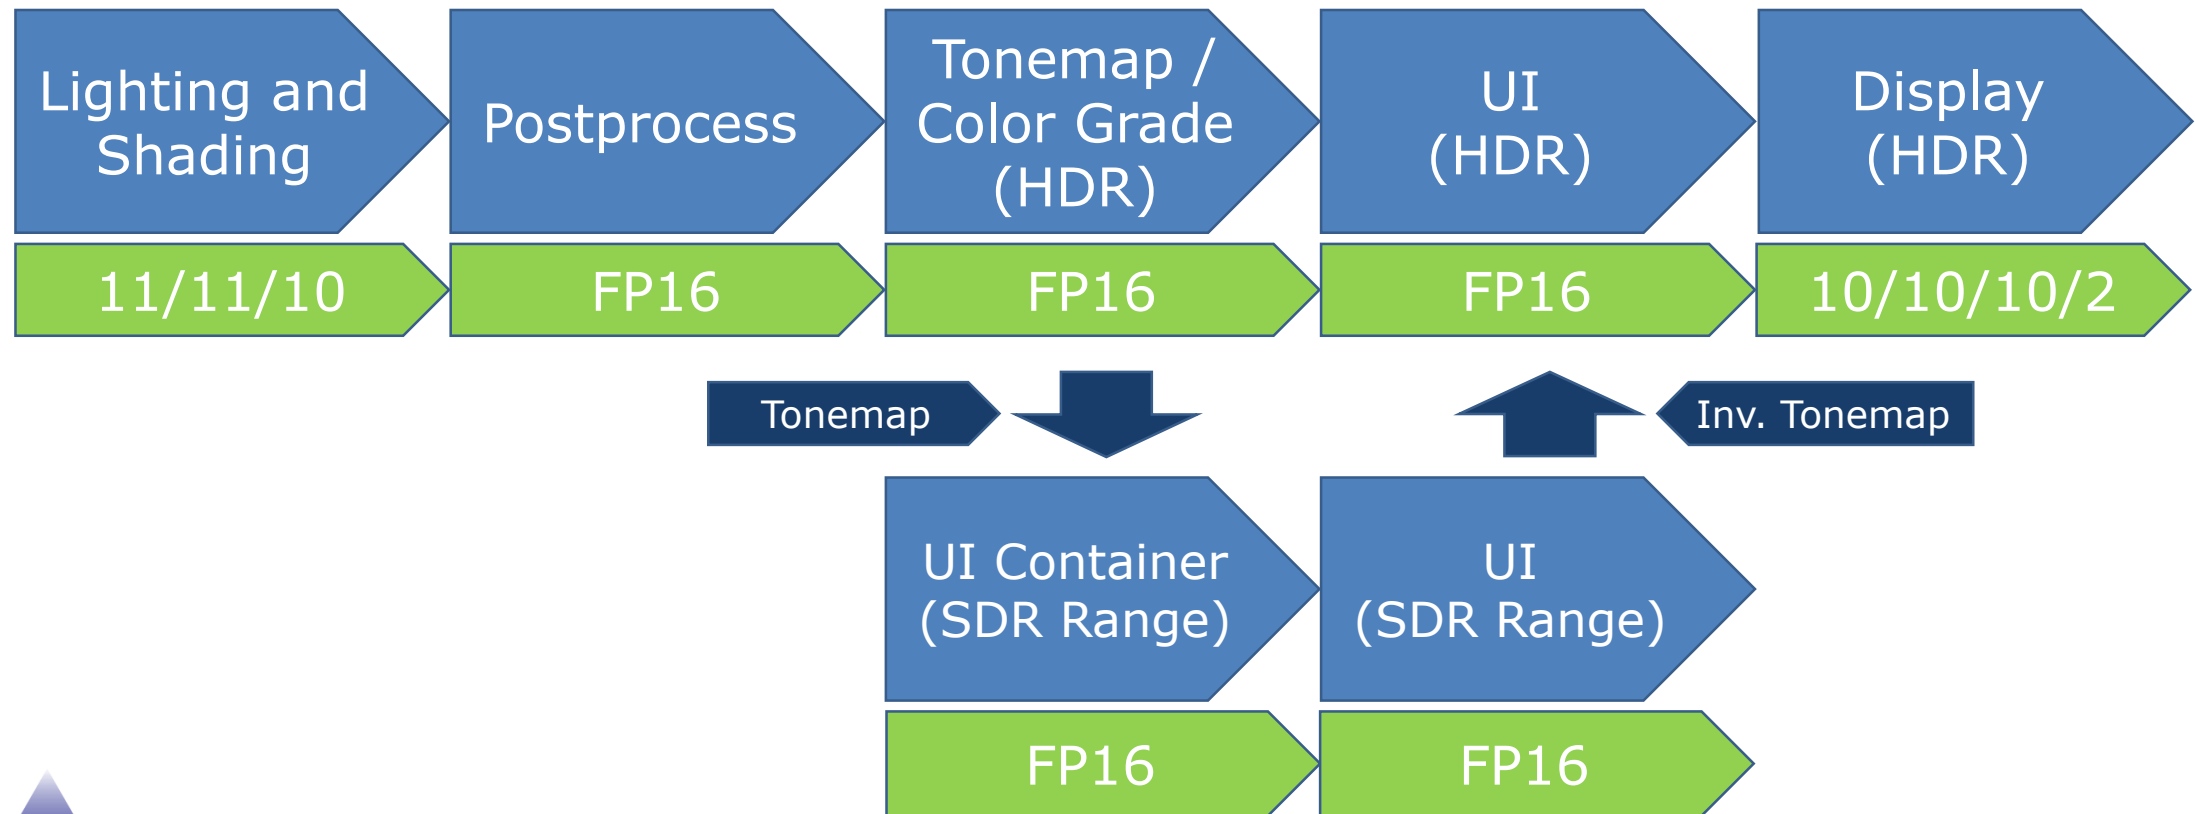 Lighting and
Shading
Postprocess
Tonemap /
Color Grade
(HDR)
UI
(HDR)
Display
(HDR)
11/11/10
FP16
FP16
FP16
10/10/10/2
Tonemap
Inv. Tonemap
UI Container
(SDR Range)
UI
(SDR Range)
FP16
FP16